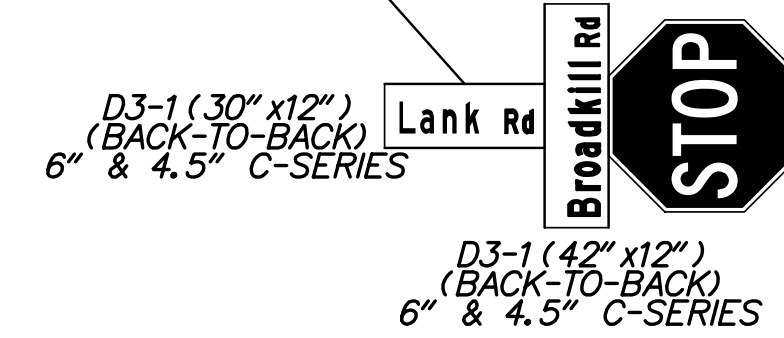 D3-1 (30" x12")
(BACK-TO-BACK)
6" & 4.5" C-SERIES
Lank Rd
Broadkill Rd
STOP
D3-1 (42" x12")
(BACK-TO-BACK)
6" & 4.5" C-SERIES